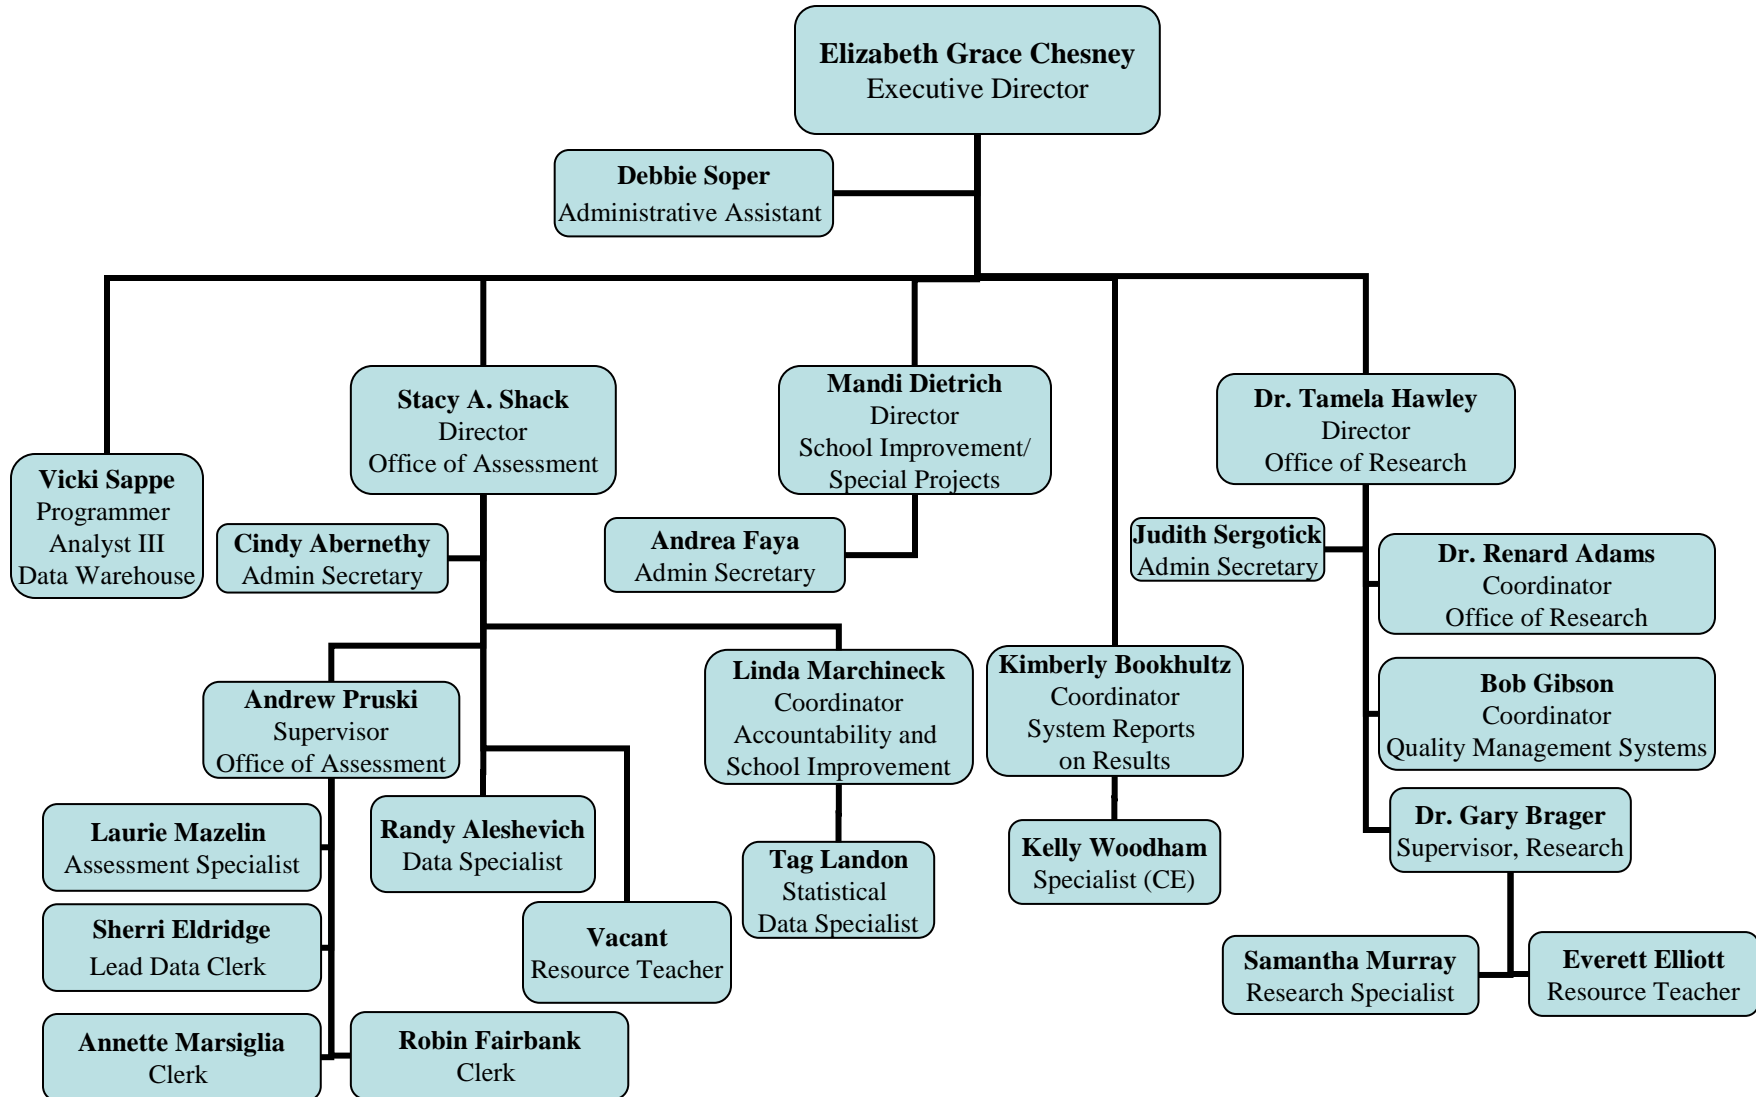 Elizabeth Grace Chesney
Executive Director
Debbie Soper
Administrative Assistant
Vicki Sappe
Programmer
Analyst III
Data Warehouse
Stacy A. Shack
Director
Office of Assessment
Mandi Dietrich
Director
School Improvement/
Special Projects
Dr. Tamela Hawley
Director
Office of Research
Cindy Abernethy
Admin Secretary
Andrea Faya
Admin Secretary
Judith Sergotick
Admin Secretary
Dr. Renard Adams
Coordinator
Office of Research
Andrew Pruski
Supervisor
Office of Assessment
Linda Marchineck
Coordinator
Accountability and
School Improvement
Kimberly Bookhultz
Coordinator
System Reports
on Results
Bob Gibson
Coordinator
Quality Management Systems
Laurie Mazelin
Assessment Specialist
Randy Aleshevich
Data Specialist
Tag Landon
Statistical
Data Specialist
Kelly Woodham
Specialist (CE)
Dr. Gary Brager
Supervisor, Research
Sherri Eldridge
Lead Data Clerk
Vacant
Resource Teacher
Samantha Murray
Research Specialist
Everett Elliott
Resource Teacher
Annette Marsiglia
Clerk
Robin Fairbank
Clerk